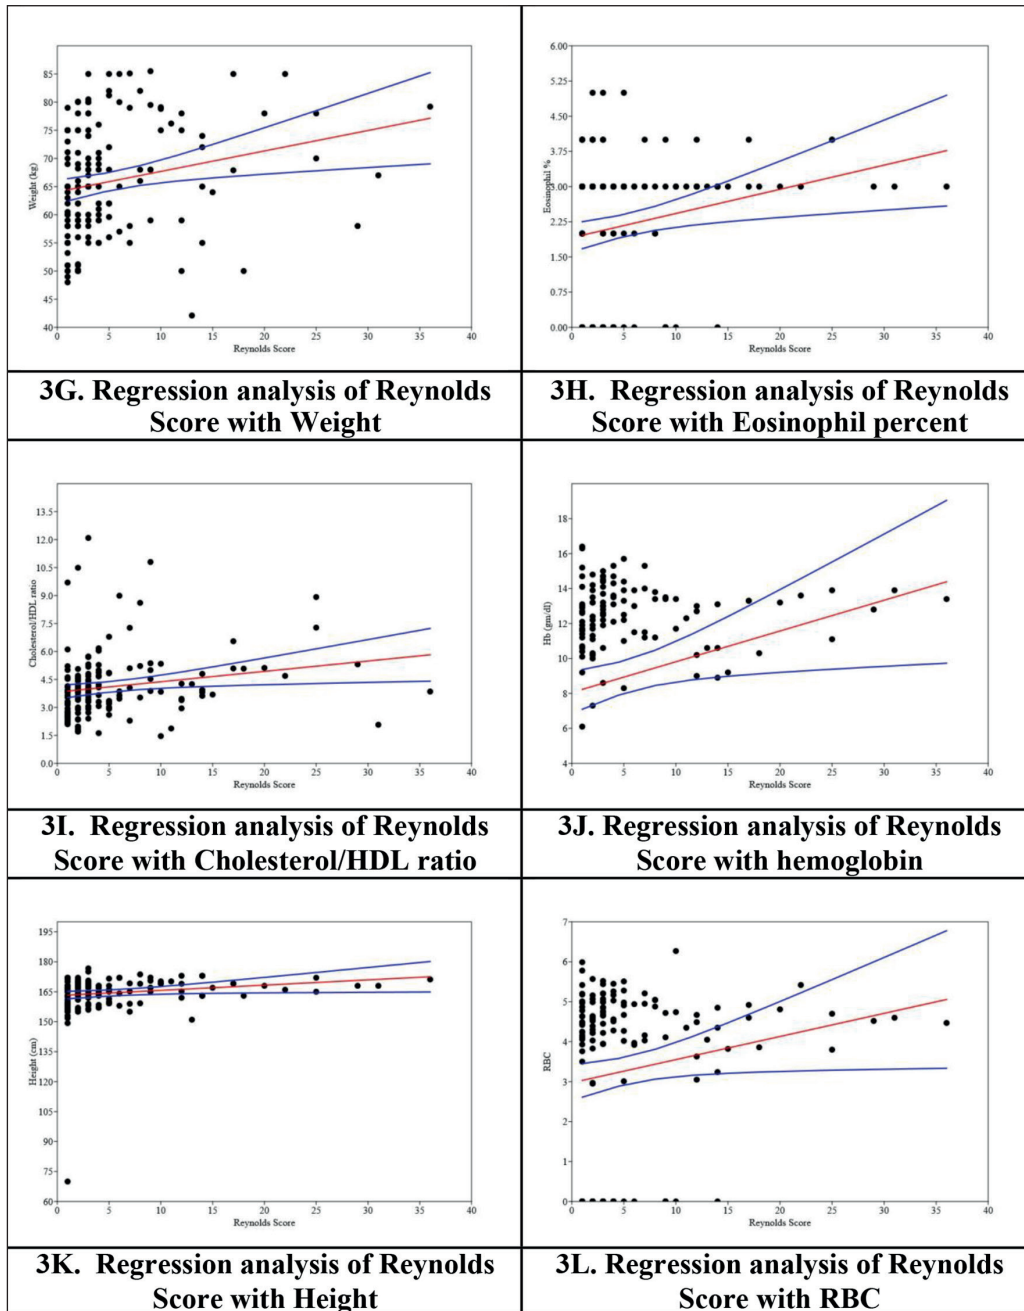 85
80
75
70
65
60
55
50
45
40
Weight (kg)
0 5 10 15 20 25 30 35 40
Reynolds Score
6.00
5.25
4.50
3.75
3.00
2.25
1.50
0.75
0.00
Eosinophil %
0 5 10 15 20 25 30 35 40
Reynolds Score
3G. Regression analysis of Reynolds
Score with Weight
3H. Regression analysis of Reynolds
Score with Eosinophil percent
13.5
12.0
10.5
9.0
7.5
6.0
4.5
3.0
1.5
0.0
Cholesterol/HDL ratio
0 5 10 15 20 25 30 35 40
Reynolds Score
18
16
14
12
10
8
6
4
Hb (gm/dl)
0 5 10 15 20 25 30 35 40
Reynolds Score
3I. Regression analysis of Reynolds
Score with Cholesterol/HDL ratio
3J. Regression analysis of Reynolds
Score with hemoglobin
195
180
165
150
135
120
105
90
75
60
Height (cm)
0 5 10 15 20 25 30 35 40
Reynolds Score
7
6
5
4
3
2
1
0
RBC
0 5 10 15 20 25 30 35 40
Reynolds Score
3K. Regression analysis of Reynolds
Score with Height
3L. Regression analysis of Reynolds
Score with RBC